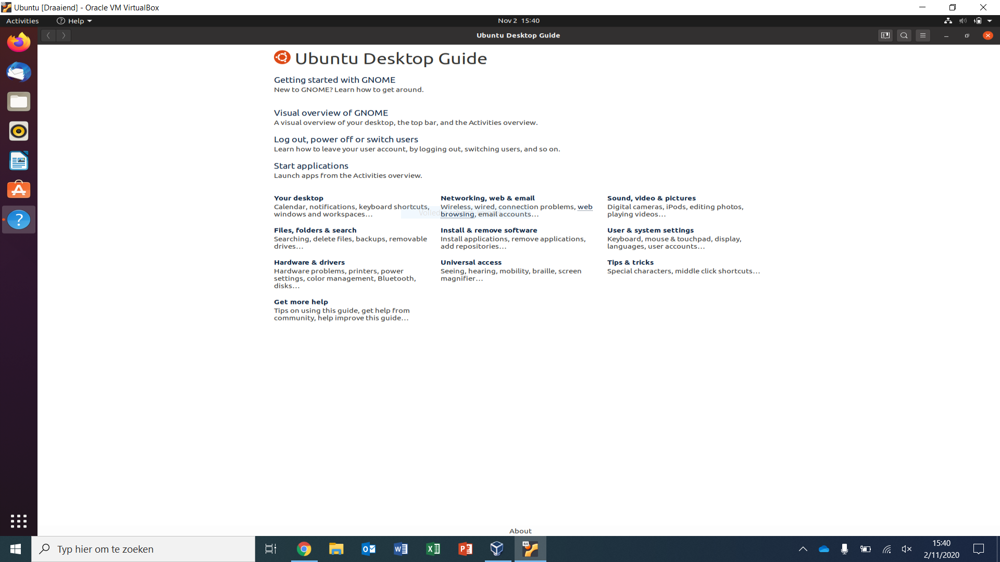 Ubuntu [Draaiend] - Oracle VM VirtualBox
Activities
Help
Nov 2 15:40
Ubuntu Desktop Guide
Ubuntu Desktop Guide
Getting started with GNOME
New to GNOME? Learn how to get around.
Visual overview of GNOME
A visual overview of your desktop, the top bar, and the Activities overview.
Log out, power off or switch users
Learn how to leave your user account, by logging out, switching users, and so on.
Start applications
Launch apps from the Activities overview.
Your desktop
Calendar, notifications, keyboard shortcuts,
windows and workspaces…
Networking, web & email
Wireless, wired, connection problems, web
browsing, email accounts…
Sound, video & pictures
Digital cameras, iPods, editing photos,
playing videos…
Files, folders & search
Searching, delete files, backups, removable
drives…
Install & remove software
Install applications, remove applications,
add repositories…
User & system settings
Keyboard, mouse & touchpad, display,
languages, user accounts…
Hardware & drivers
Hardware problems, printers, power
settings, color management, Bluetooth,
disks…
Universal access
Seeing, hearing, mobility, braille, screen
magnifier…
Tips & tricks
Special characters, middle click shortcuts…
Get more help
Tips on using this guide, get help from
community, help improve this guide…
About
Typ hier om te zoeken
64
15:40
2/11/2020